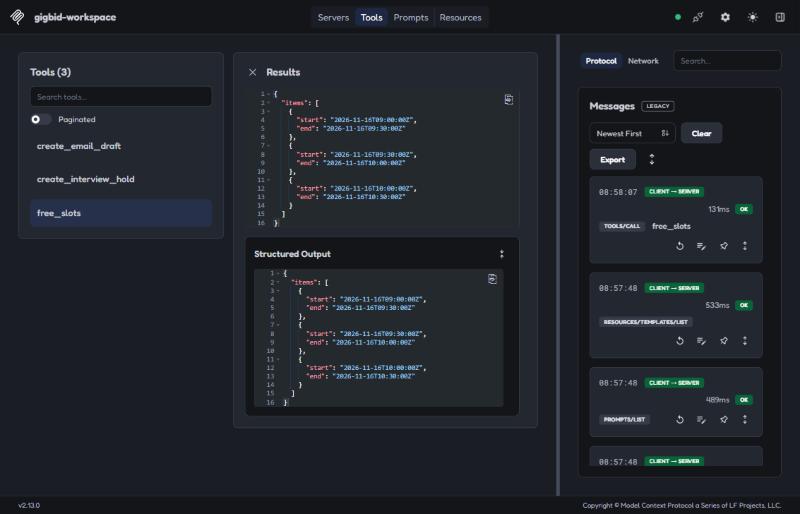 gigbid-workspace
Servers Tools Prompts Resources
Tools (3)
Search tools...
Paginated
create_email_draft
create_interview_hold
free_slots
Results
1 {
2 "items": [
3 {
4 "start": "2026-11-16T09:00:00Z",
5 "end": "2026-11-16T09:30:00Z"
6 },
7 {
8 "start": "2026-11-16T09:30:00Z",
9 "end": "2026-11-16T10:00:00Z"
10 },
11 {
12 "start": "2026-11-16T10:00:00Z",
13 "end": "2026-11-16T10:30:00Z"
14 }
15 ]
16 }
Structured Output
1 {
2 "items": [
3 {
4 "start": "2026-11-16T09:00:00Z",
5 "end": "2026-11-16T09:30:00Z"
6 },
7 {
8 "start": "2026-11-16T09:30:00Z",
9 "end": "2026-11-16T10:00:00Z"
10 },
11 {
12 "start": "2026-11-16T10:00:00Z",
13 "end": "2026-11-16T10:30:00Z"
14 }
15 ]
16 }
Protocol Network Search...
Messages LEGACY
Newest First Clear
Export
08:58:07 CLIENT → SERVER
131ms OK
TOOLS/CALL free_slots
08:57:48 CLIENT → SERVER
533ms OK
RESOURCES/TEMPLATES/LIST
08:57:48 CLIENT → SERVER
489ms OK
PROMPTS/LIST
08:57:48 CLIENT → SERVER
v2.13.0
Copyright © Model Context Protocol a Series of LF Projects, LLC.